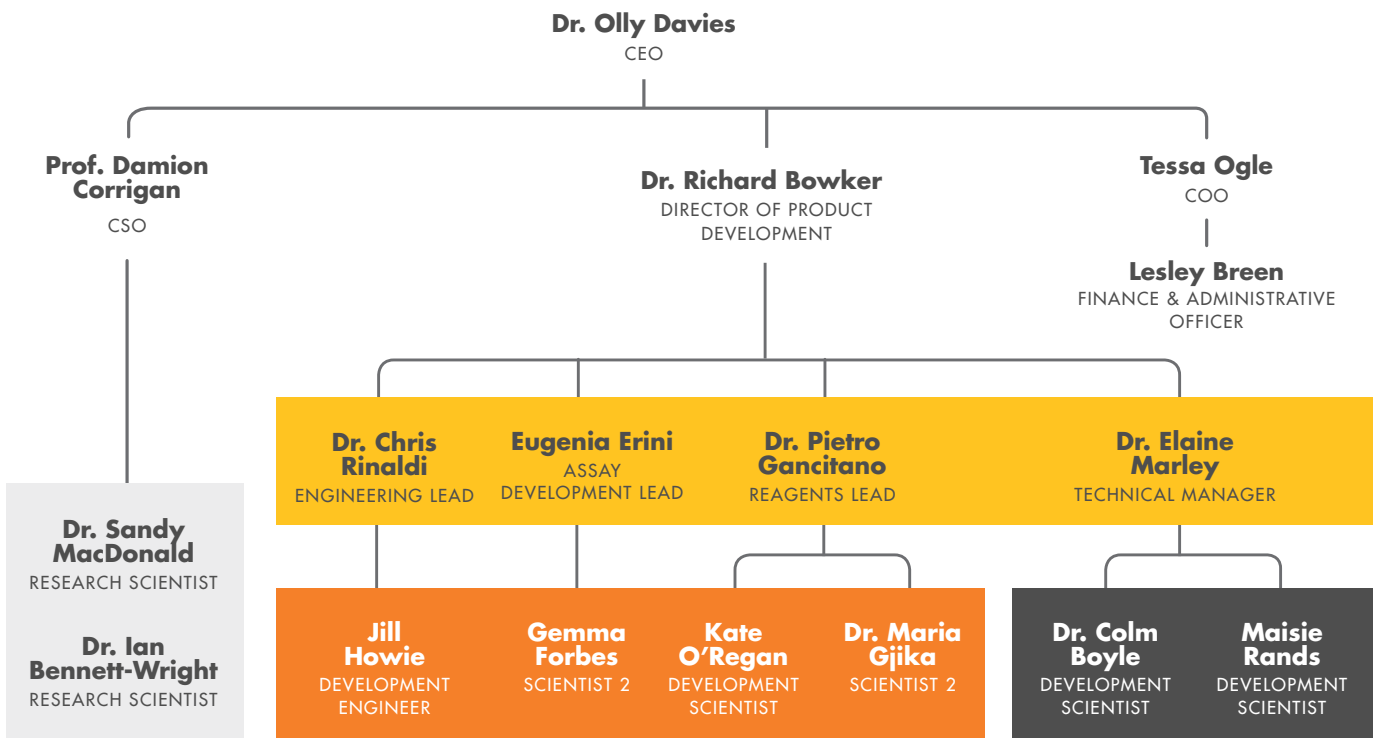 Dr. Olly Davies
CEO
Prof. Damion
Corrigan
CSO
Dr. Richard Bowker
DIRECTOR OF PRODUCT
DEVELOPMENT
Tessa Ogle
COO
Lesley Breen
FINANCE & ADMINISTRATIVE
OFFICER
Dr. Chris
Rinaldi
ENGINEERING LEAD
Eugenia Erini
ASSAY
DEVELOPMENT LEAD
Dr. Pietro
Gancitano
REAGENTS LEAD
Dr. Elaine
Marley
TECHNICAL MANAGER
Dr. Sandy
MacDonald
RESEARCH SCIENTIST
Dr. Ian
Bennett-Wright
RESEARCH SCIENTIST
Jill
Howie
DEVELOPMENT
ENGINEER
Gemma
Forbes
SCIENTIST 2
Kate
O’Regan
DEVELOPMENT
SCIENTIST
Dr. Maria
Gjika
SCIENTIST 2
Dr. Colm
Boyle
DEVELOPMENT
SCIENTIST
Maisie
Rands
DEVELOPMENT
SCIENTIST